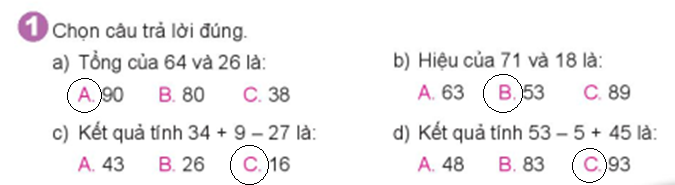 1 Chọn câu trả lời đúng.
a) Tổng của 64 và 26 là:
A. 90 B. 80 C. 38
b) Hiệu của 71 và 18 là:
A. 63 B. 53 C. 89
c) Kết quả tính 34 + 9 – 27 là:
A. 43 B. 26 C. 16
d) Kết quả tính 53 – 5 + 45 là:
A. 48 B. 83 C. 93